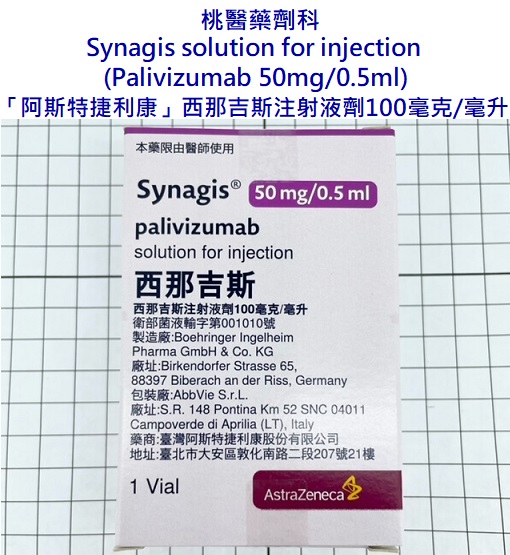 桃醫藥劑科
Synagis solution for injection
(Palivizumab 50mg/0.5ml)
「阿斯特捷利康」西那吉斯注射液劑100毫克/毫升
本藥限由醫師使用
Synagis® 50 mg/0.5 ml
palivizumab
solution for injection
西那吉斯
西那吉斯注射液劑100毫克/毫升
衛部菌疫輸字第001010號
製造廠:Boehringer Ingelheim
Pharma GmbH & Co. KG
廠址:Birkendorfer Strasse 65,
88397 Biberach an der Riss, Germany
包裝廠:AbbVie S.r.L.
廠址:S.R. 148 Pontina Km 52 SNC 04011
Campoverde di Aprilia (LT), Italy
藥商:臺灣阿斯特捷利康股份有限公司
地址:臺北市大安區敦化南路二段207號21樓
1 Vial
AstraZeneca